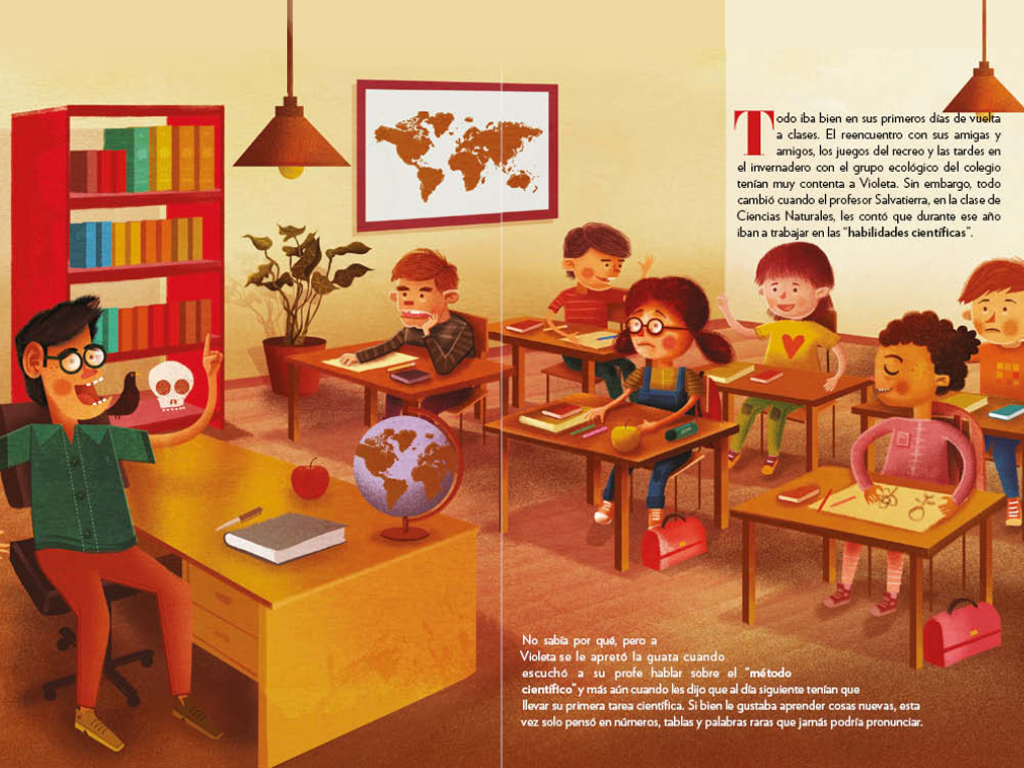 Todo iba bien en sus primeros días de vuelta
a clases. El reencuentro con sus amigas y
amigos, los juegos del recreo y las tardes en
el invernadero con el grupo ecológico del colegio
tenían muy contenta a Violeta. Sin embargo, todo
cambió cuando el profesor Salvatierra, en la clase de
Ciencias Naturales, les contó que durante ese año
iban a trabajar en las “habilidades científicas”.
No sabía por qué, pero a
Violeta se le apretó la guata cuando
escuchó a su profe hablar sobre el “método
científico” y más aún cuando les dijo que al día siguiente tenían que
llevar su primera tarea científica. Si bien le gustaba aprender cosas nuevas, esta
vez solo pensó en números, tablas y palabras raras que jamás podría pronunciar.